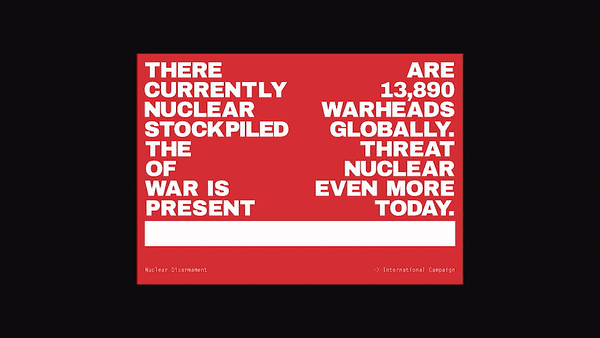 THERE ARE
CURRENTLY 13,890
NUCLEAR WARHEADS
STOCKPILED GLOBALLY.
THE THREAT
OF NUCLEAR
WAR IS EVEN MORE
PRESENT TODAY.
Nuclear Disarmament -> International Campaign